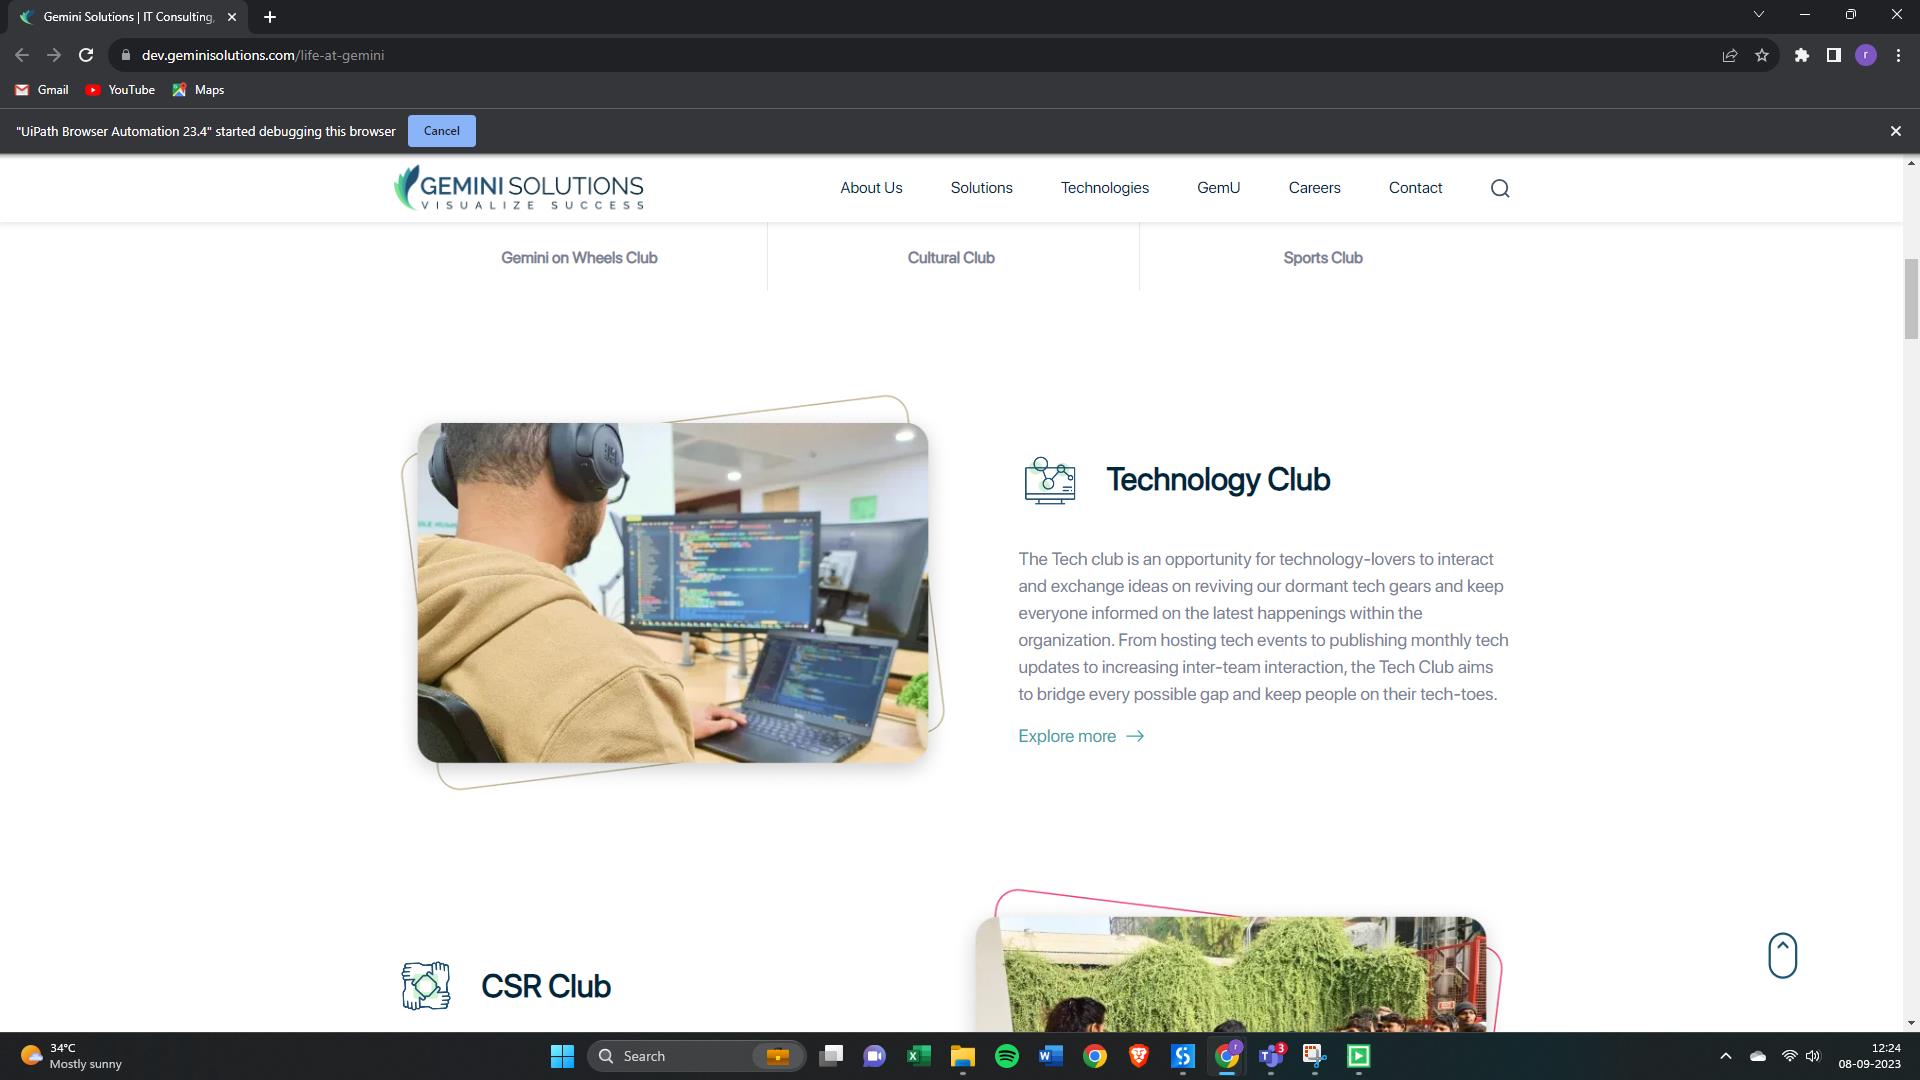 Gemini Solutions | IT Consulting,
dev.geminisolutions.com/life-at-gemini
Gmail YouTube Maps
"UiPath Browser Automation 23.4" started debugging this browser Cancel
GEMINI SOLUTIONS
VISUALIZE SUCCESS
About Us Solutions Technologies GemU Careers Contact
Gemini on Wheels Club Cultural Club Sports Club
Technology Club
The Tech club is an opportunity for technology-lovers to interact
and exchange ideas on reviving our dormant tech gears and keep
everyone informed on the latest happenings within the
organization. From hosting tech events to publishing monthly tech
updates to increasing inter-team interaction, the Tech Club aims
to bridge every possible gap and keep people on their tech-toes.
Explore more
CSR Club
34°C
Mostly sunny
Search
3
12:24
08-09-2023